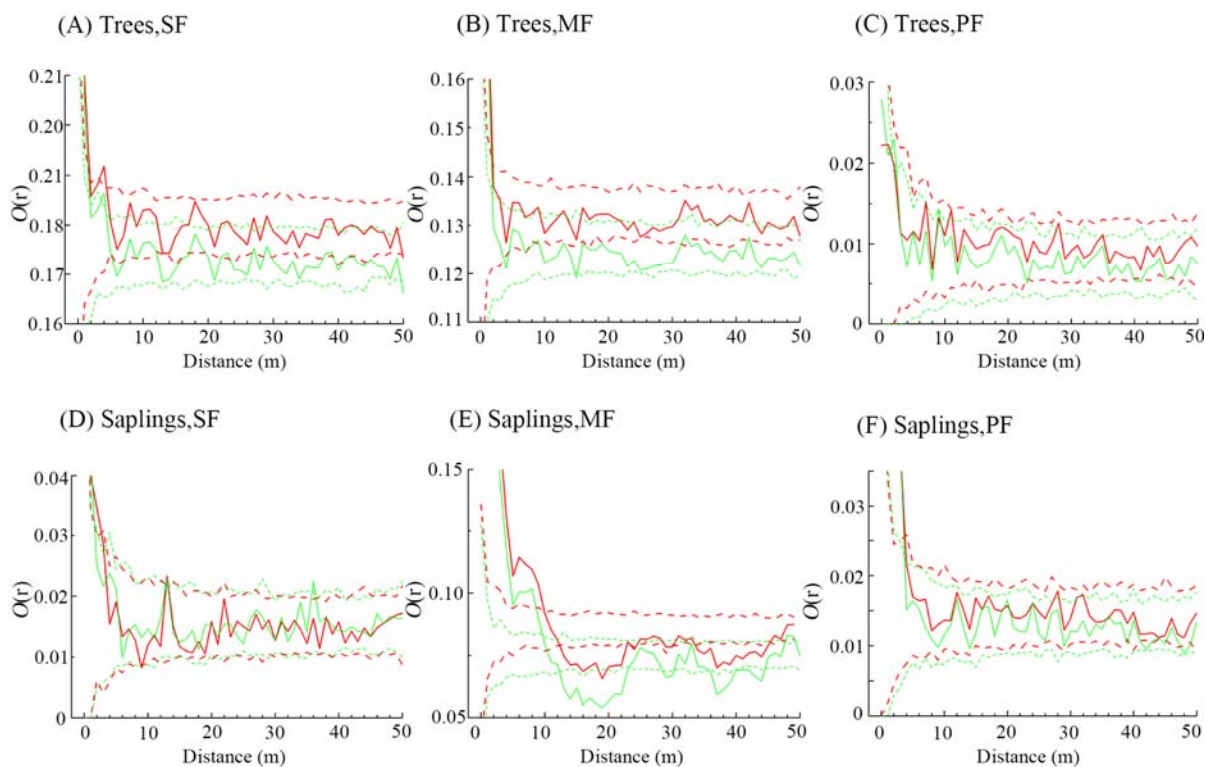 (A) Trees,SF
(B) Trees,MF
(C) Trees,PF
0.21
0.20
0.21
0.18
0.17
0.16
O(r)
0 10 20 30 40 50
Distance (m)
0.16
0.15
0.14
0.13
0.12
0.11
O(r)
0 10 20 30 40 50
Distance (m)
0.03
0.02
0.01
0
O(r)
0 10 20 30 40 50
Distance (m)
(D) Saplings,SF
(E) Saplings,MF
(F) Saplings,PF
0.04
0.03
0.02
0.01
0
O(r)
0 10 20 30 40 50
Distance (m)
0.15
0.10
0.05
O(r)
0 10 20 30 40 50
Distance (m)
0.03
0.02
0.01
0
O(r)
0 10 20 30 40 50
Distance (m)